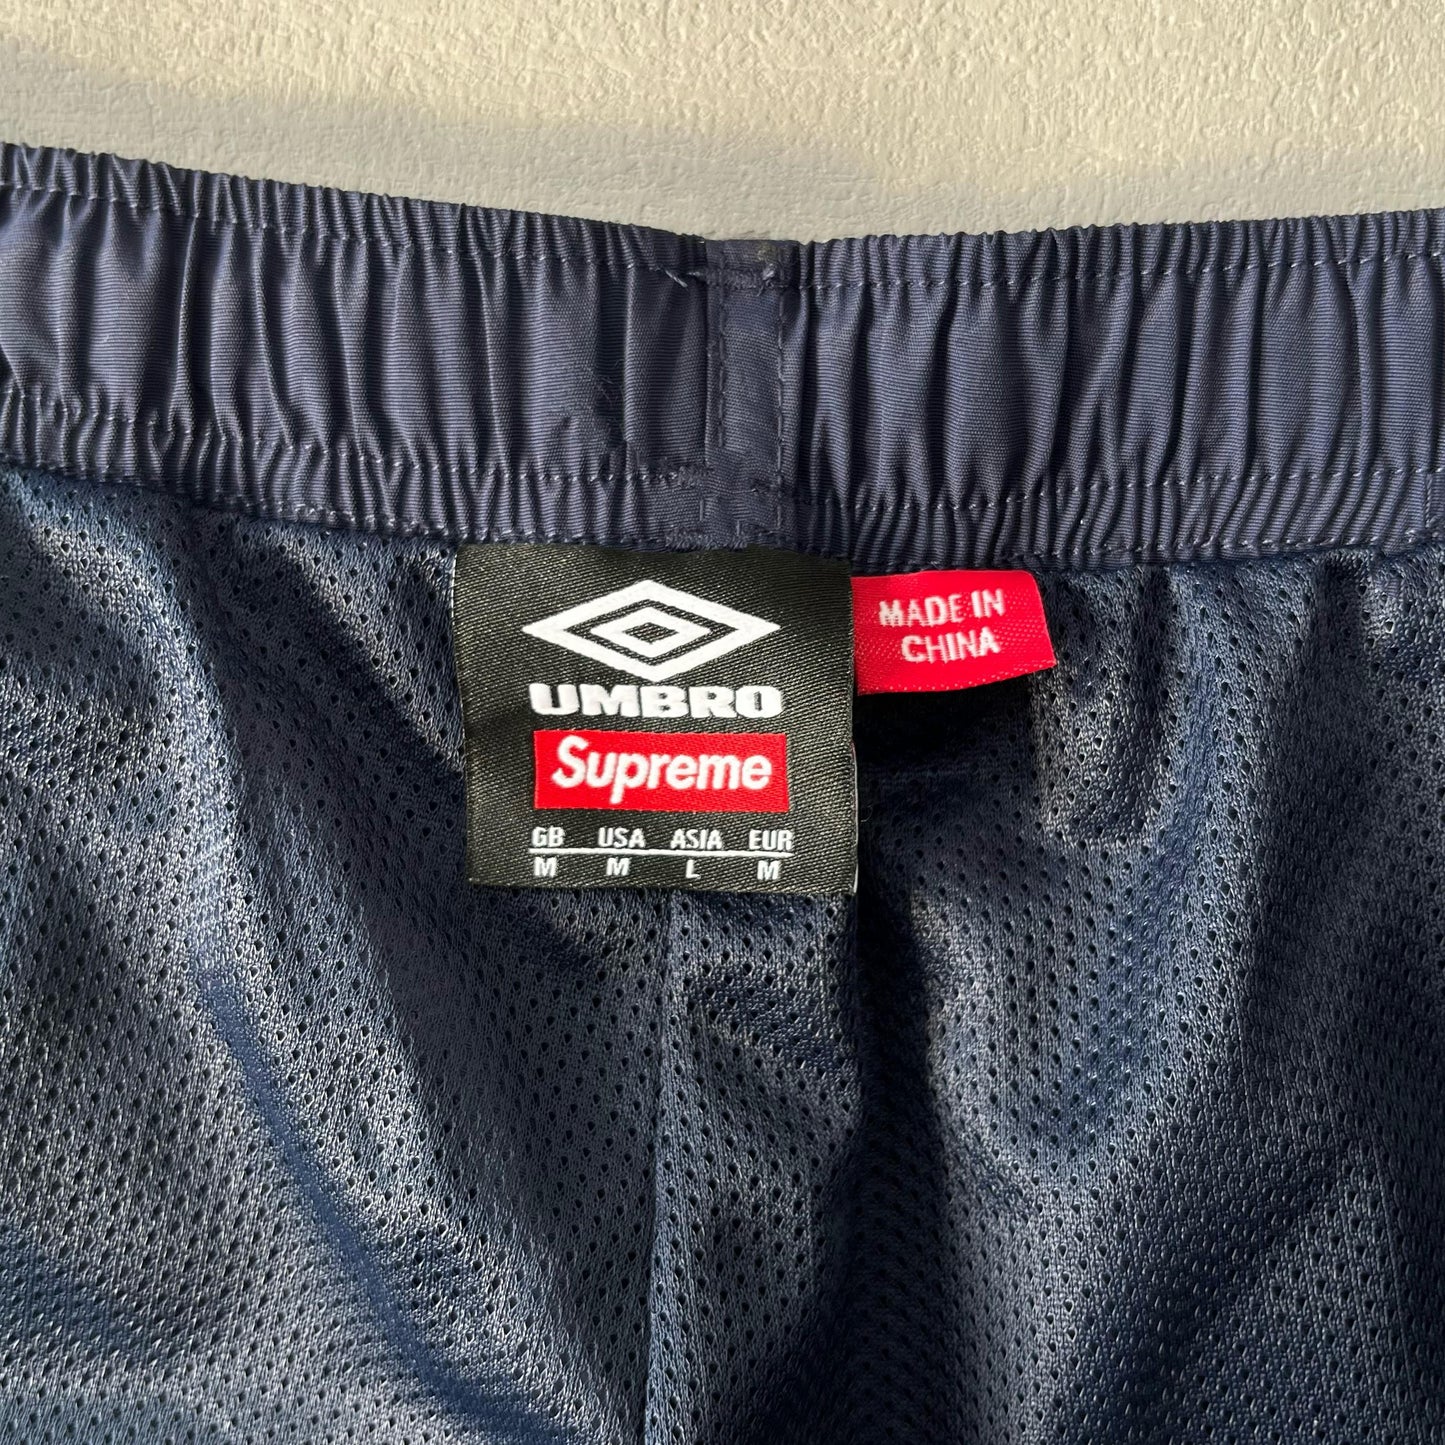 UMBRO
Supreme
GB USA ASIA EUR
M M L M
MADE IN
CHINA